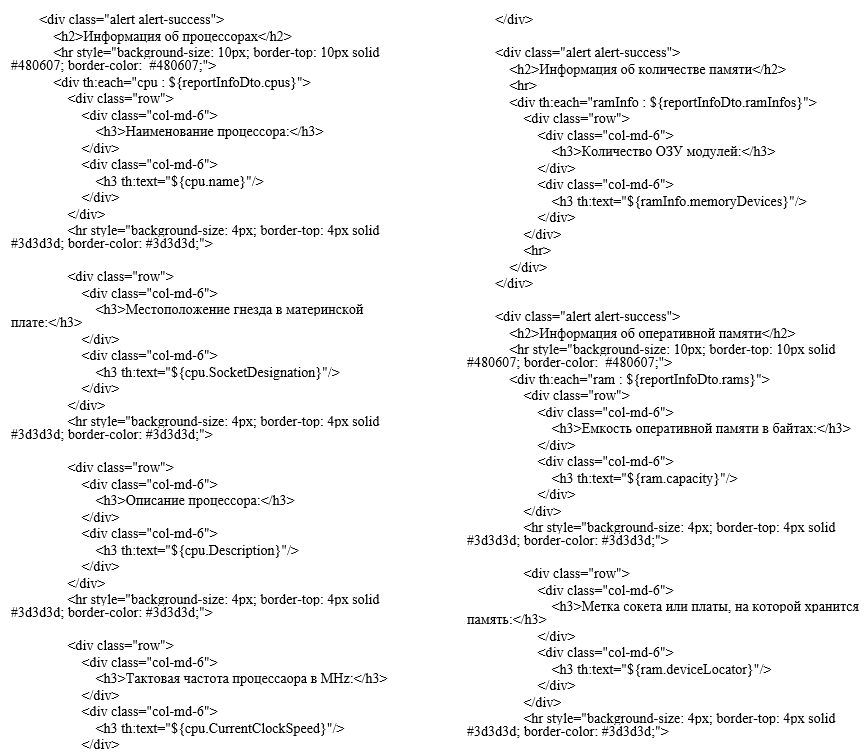 <div class="alert alert-success">
<h2>Информация об процессорах</h2>
<hr style="background-size: 10px; border-top: 10px solid
#480607; border-color:  #480607;">
<div th:each="cpu : ${reportInfoDto.cpus}">
<div class="row">
<div class="col-md-6">
<h3>Наименование процессора:</h3>
</div>
<div class="col-md-6">
<h3 th:text="${cpu.name}"/>
</div>
</div>
<hr style="background-size: 4px; border-top: 4px solid
#3d3d3d; border-color: #3d3d3d;">
<div class="row">
<div class="col-md-6">
<h3>Местоположение гнезда в материнской
плате:</h3>
</div>
<div class="col-md-6">
<h3 th:text="${cpu.SocketDesignation}"/>
</div>
</div>
<hr style="background-size: 4px; border-top: 4px solid
#3d3d3d; border-color: #3d3d3d;">
<div class="row">
<div class="col-md-6">
<h3>Описание процессора:</h3>
</div>
<div class="col-md-6">
<h3 th:text="${cpu.Description}"/>
</div>
</div>
<hr style="background-size: 4px; border-top: 4px solid
#3d3d3d; border-color: #3d3d3d;">
<div class="row">
<div class="col-md-6">
<h3>Тактовая частота процессаора в MHz:</h3>
</div>
<div class="col-md-6">
<h3 th:text="${cpu.CurrentClockSpeed}"/>
</div>
</div>
<div class="alert alert-success">
<h2>Информация об количестве памяти</h2>
<hr>
<div th:each="ramInfo : ${reportInfoDto.ramInfos}">
<div class="row">
<div class="col-md-6">
<h3>Количество ОЗУ модулей:</h3>
</div>
<div class="col-md-6">
<h3 th:text="${ramInfo.memoryDevices}"/>
</div>
</div>
<hr>
</div>
</div>
<div class="alert alert-success">
<h2>Информация об оперативной памяти</h2>
<hr style="background-size: 10px; border-top: 10px solid
#480607; border-color:  #480607;">
<div th:each="ram : ${reportInfoDto.rams}">
<div class="row">
<div class="col-md-6">
<h3>Емкость оперативной памяти в байтах:</h3>
</div>
<div class="col-md-6">
<h3 th:text="${ram.capacity}"/>
</div>
</div>
<hr style="background-size: 4px; border-top: 4px solid
#3d3d3d; border-color: #3d3d3d;">
<div class="row">
<div class="col-md-6">
<h3>Метка сокета или платы, на которой хранится
память:</h3>
</div>
<div class="col-md-6">
<h3 th:text="${ram.deviceLocator}"/>
</div>
</div>
<hr style="background-size: 4px; border-top: 4px solid
#3d3d3d; border-color: #3d3d3d;">